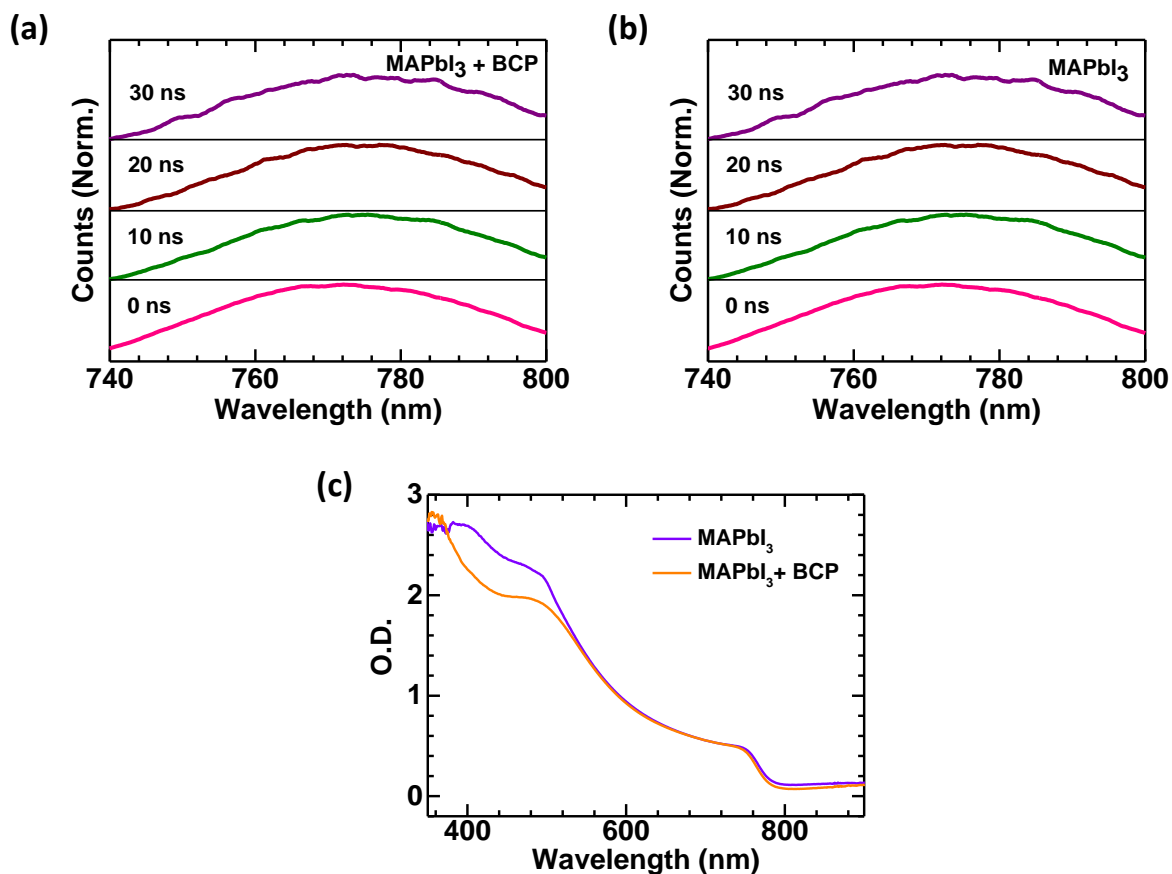 (a)
MAPbI₃ + BCP
30 ns
20 ns
10 ns
0 ns
Counts (Norm.)
740 760 780 800
Wavelength (nm)
(b)
MAPbI₃
30 ns
20 ns
10 ns
0 ns
Counts (Norm.)
740 760 780 800
Wavelength (nm)
(c)
3
2
1
0
O.D.
MAPbI₃
MAPbI₃+ BCP
400 600 800
Wavelength (nm)